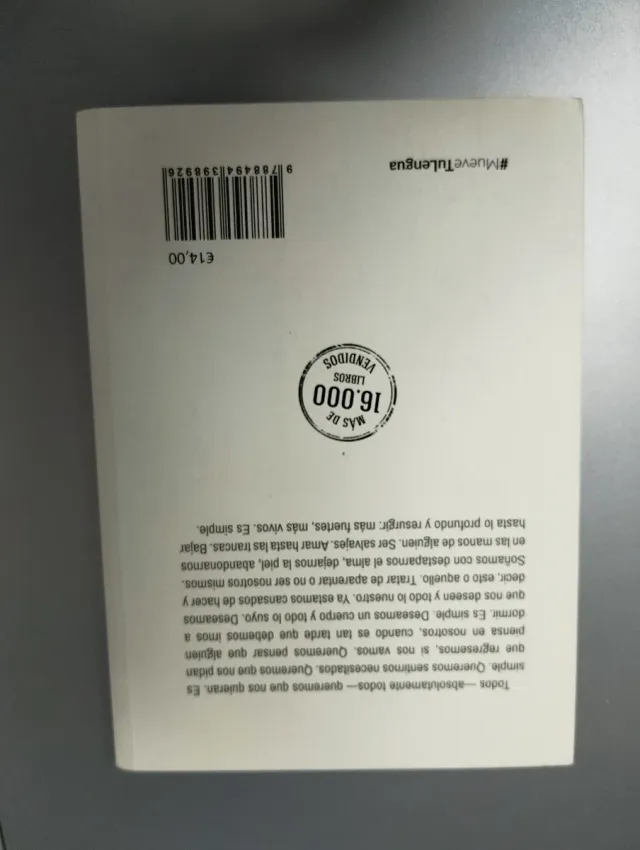 Todos —absolutamente todos— queremos que nos quieran. Es
simple. Queremos sentirnos necesitados. Queremos que nos pidan
que regresemos, si nos vamos. Queremos pensar que alguien
piensa en nosotros, cuando es tan tarde que debemos irnos a
dormir. Es simple. Deseamos un cuerpo y todo lo suyo. Deseamos
que nos deseen y todo lo nuestro. Ya estamos cansados de hacer y
decir, esto o aquello. Tratar de aparentar o no ser nosotros mismos.
Soñamos con destaparnos el alma, dejarnos la piel, abandonarnos
en las manos de alguien. Ser salvajes. Amar hasta las trancas. Bajar
hasta lo profundo y resurgir: más fuertes, más vivos. Es simple.
MÁS DE
16.000
LIBROS
VENDIDOS
€14,00
9 788494 398926
#MueveTuLengua